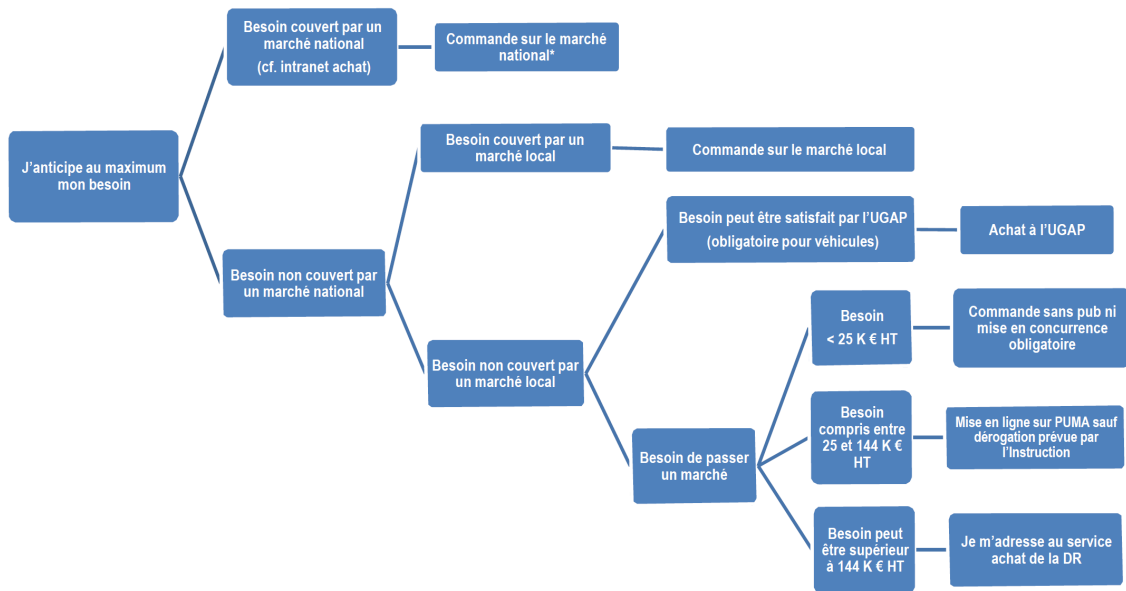 Besoin couvert par un
marché national
(cf. intranet achat)
Commande sur le marché
national*
J'anticipe au maximum
mon besoin
Besoin couvert par un
marché local
Commande sur le marché local
Besoin non couvert par
un marché national
Besoin peut être satisfait par l'UGAP
(obligatoire pour véhicules)
Achat à l'UGAP
Besoin non couvert par
un marché local
Besoin
< 25 K € HT
Commande sans pub ni
mise en concurrence
obligatoire
Besoin de passer
un marché
Besoin
compris entre
25 et 144 K €
HT
Mise en ligne sur PUMA sauf
dérogation prévue par
l'Instruction
Besoin peut
être supérieur
à 144 K € HT
Je m'adresse au service
achat de la DR